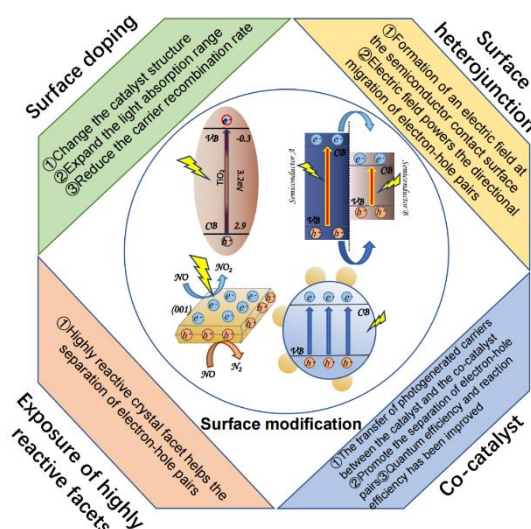 Surface doping
①Change the catalyst structure
②Expand the light absorption range
③Reduce the carrier recombination rate
Surface
heterojunction
①Formation of an electric field at
the semiconductor contact surface
②Electric field powers the directional
migration of electron-hole pairs
e⁻
VB
-0.3
TiO₂
3.2eV
CB
2.9
h⁺
e⁻ e⁻
CB
e⁻ e⁻
Semiconductor A
Semiconductor B
VB
h⁺ h⁺
VB
h⁺ h⁺
NO
NO₂
(001)
e⁻ e⁻ e⁻
e⁻ e⁻ e⁻
h⁺ h⁺ h⁺
h⁺ h⁺ h⁺
NO
N₂
e⁻ e⁻ e⁻
CB
VB
h⁺ h⁺ h⁺
Surface modification
①Highly reactive crystal facet helps the
separation of electron-hole pairs
Exposure of highly
reactive facets
①The transfer of photogenerated carriers
between the catalyst and the co-catalyst
②Promote the separation of electron-hole
pairs③Quantum efficiency and reaction
efficiency has been improved
Co-catalyst